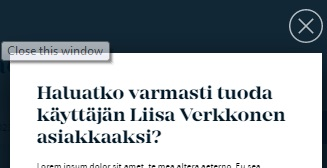 Close this window
Haluatko varmasti tuoda
käyttäjän Liisa Verkkonen
asiakkaaksi?
Lorem ipsum dolor sit amet, te mea altera aeterno. Eu sea